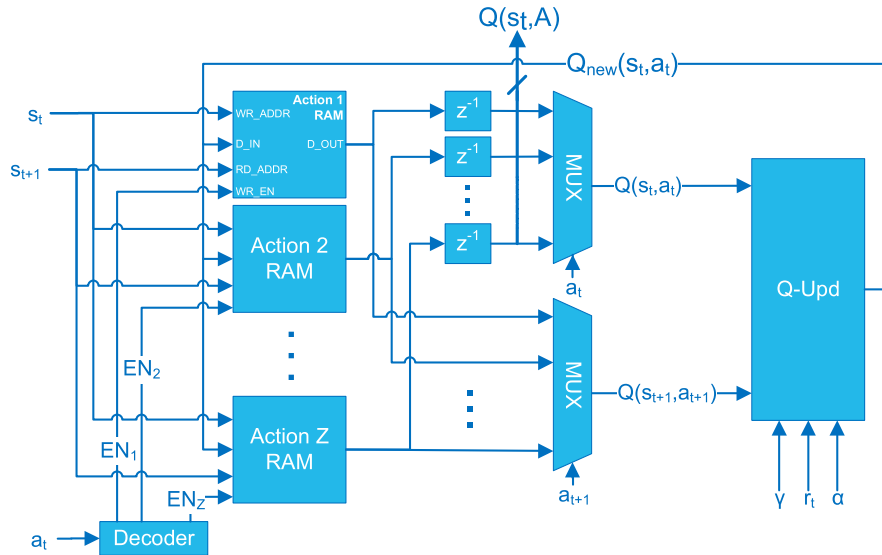 Q(st,A)
Qnew(st,at)
st
st+1
Action 1
RAM
WR_ADDR
D_IN
D_OUT
RD_ADDR
WR_EN
z-1
z-1
z-1
MUX
Q(st,at)
at
Action 2
RAM
Q-Upd
EN2
MUX
Q(st+1,at+1)
at+1
Action Z
RAM
EN1
ENZ
γ
rt
α
at
Decoder